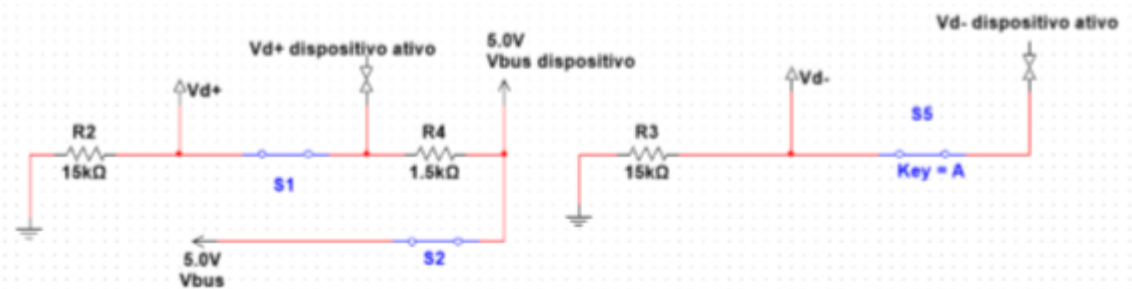 Vd+ dispositivo ativo
5.0V
Vbus dispositivo
Vd+
R2
15kΩ
S1
R4
1.5kΩ
5.0V
Vbus
S2
Vd- dispositivo ativo
Vd-
R3
15kΩ
S5
Key = A